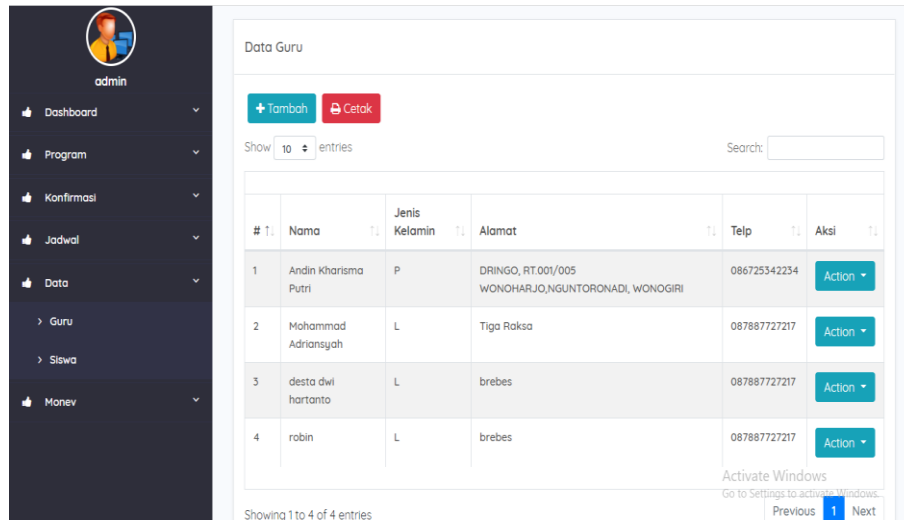 admin
Dashboard
Program
Konfirmasi
Jadwal
Data
> Guru
> Siswa
Monev
Data Guru
+ Tambah Cetak
Show 10 entries Search:
# Nama Jenis Kelamin Alamat Telp Aksi
1 Andin Kharisma Putri P DRINGO, RT.001/005 WONOHARJO,NGUNTORONADI, WONOGIRI 086725342234 Action
2 Mohammad Adriansyah L Tiga Raksa 087887727217 Action
3 desta dwi hartanto L brebes 087887727217 Action
4 robin L brebes 087887727217 Action
Activate Windows
Go to Settings to activate Windows.
Showing 1 to 4 of 4 entries Previous 1 Next